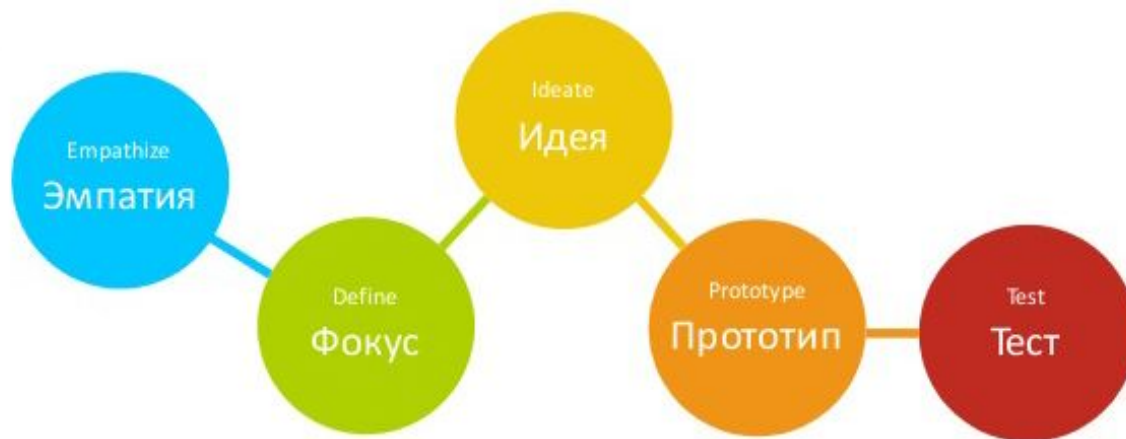 Empathize
Эмпатия
Define
Фокус
Ideate
Идея
Prototype
Прототип
Test
Тест